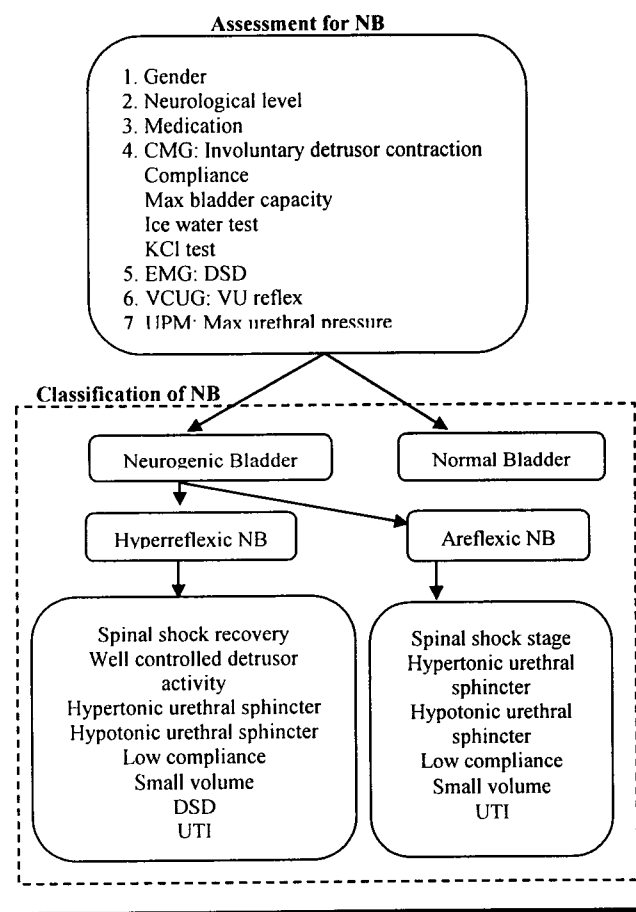 Assessment for NB
1. Gender
2. Neurological level
3. Medication
4. CMG: Involuntary detrusor contraction
Compliance
Max bladder capacity
Ice water test
KCl test
5. EMG: DSD
6. VCUG: VU reflex
7. UPM: Max urethral pressure
Classification of NB
Neurogenic Bladder
Normal Bladder
Hyperreflexic NB
Areflexic NB
Spinal shock recovery
Well controlled detrusor
activity
Hypertonic urethral sphincter
Hypotonic urethral sphincter
Low compliance
Small volume
DSD
UTI
Spinal shock stage
Hypertonic urethral
sphincter
Hypotonic urethral
sphincter
Low compliance
Small volume
UTI